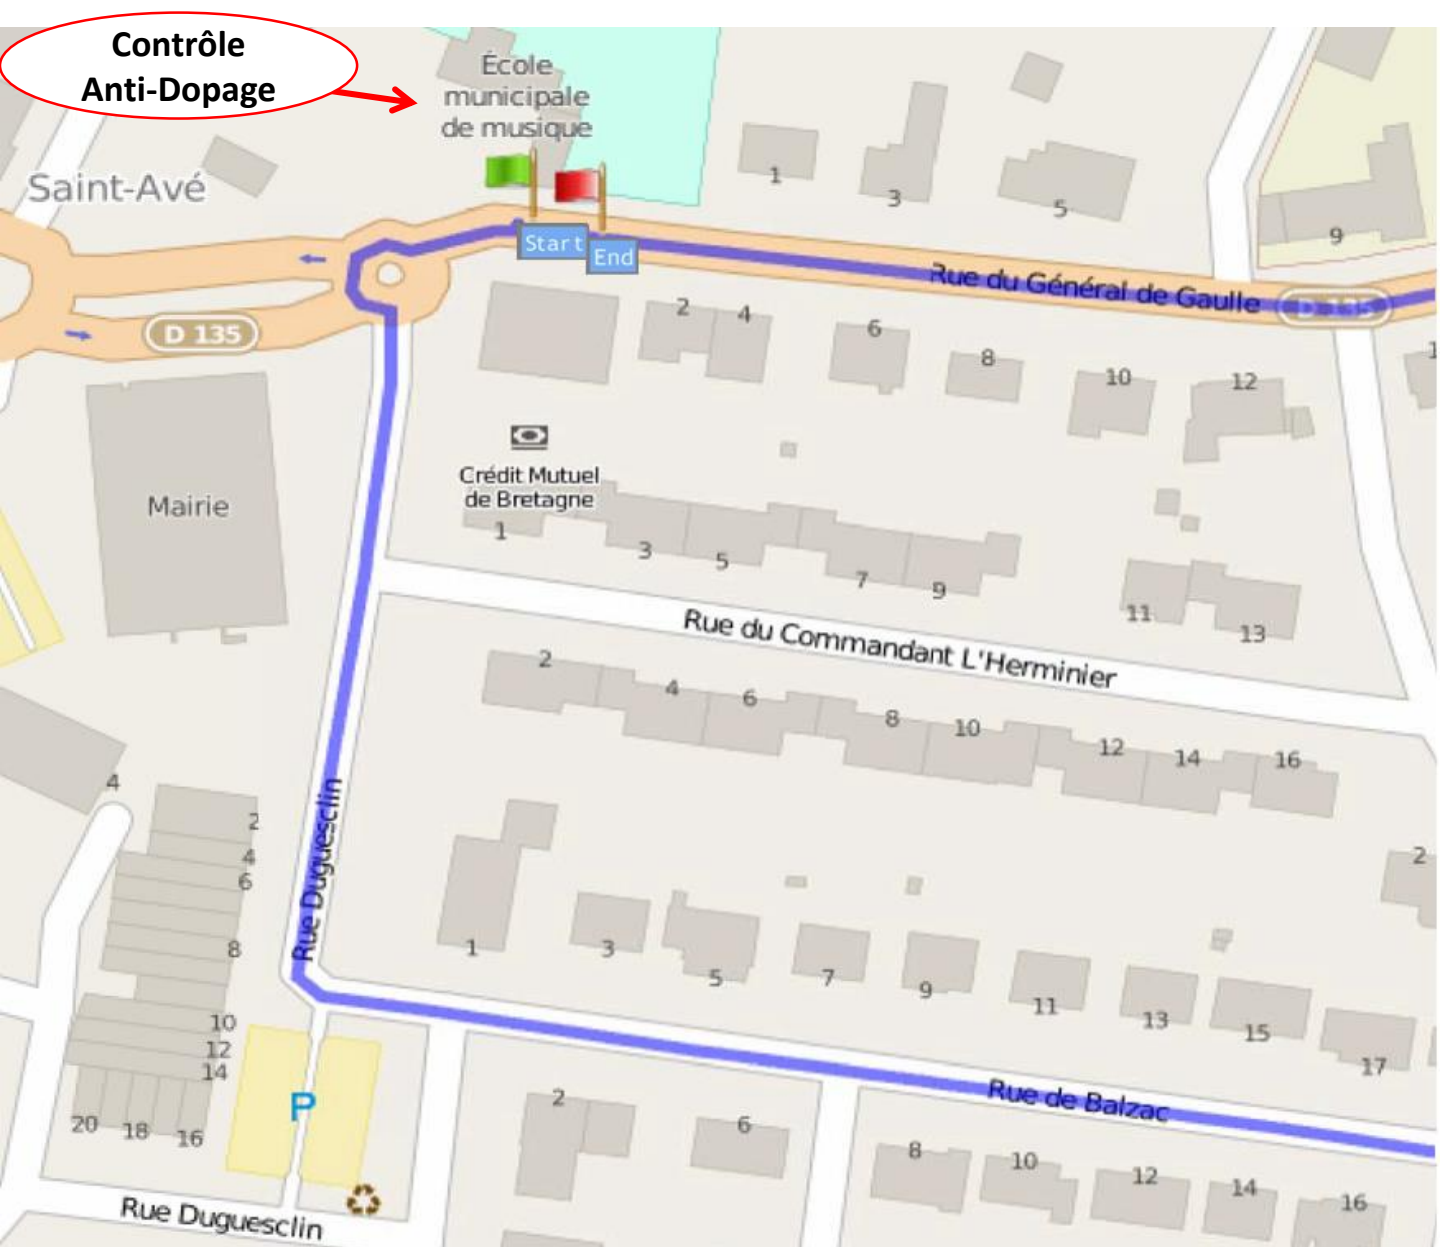 Contrôle
Anti-Dopage
École
municipale
de musique
Saint-Avé
1
3
5
9
Start
End
Rue du Général de Gaulle
D 135
D 135
2
4
6
8
10
12
1
Crédit Mutuel
de Bretagne
Mairie
1
3
5
7
9
11
13
Rue du Commandant L'Herminier
2
4
6
8
10
12
14
16
4
2
4
6
8
10
12
14
20
18
16
Rue Duguesclin
1
3
5
7
9
11
13
15
17
2
Rue de Balzac
P
2
6
8
10
12
14
16
Rue Duguesclin